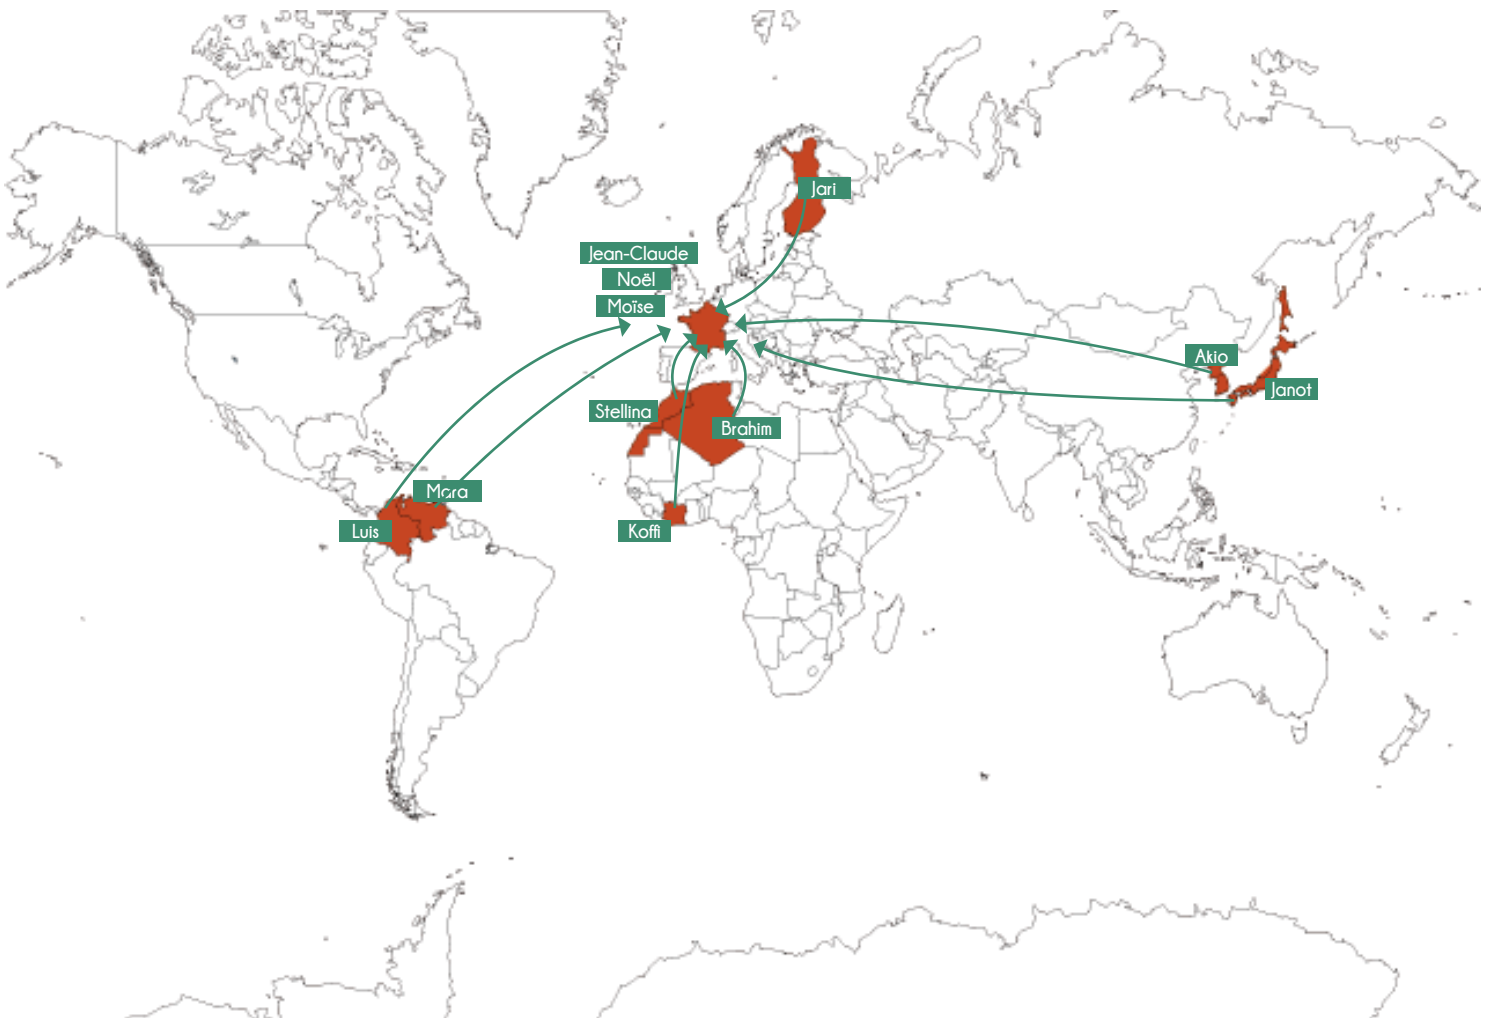 Jari
Jean-Claude
Noël
Moïse
Akio
Janot
Stellina
Brahim
Mara
Luis
Koffi